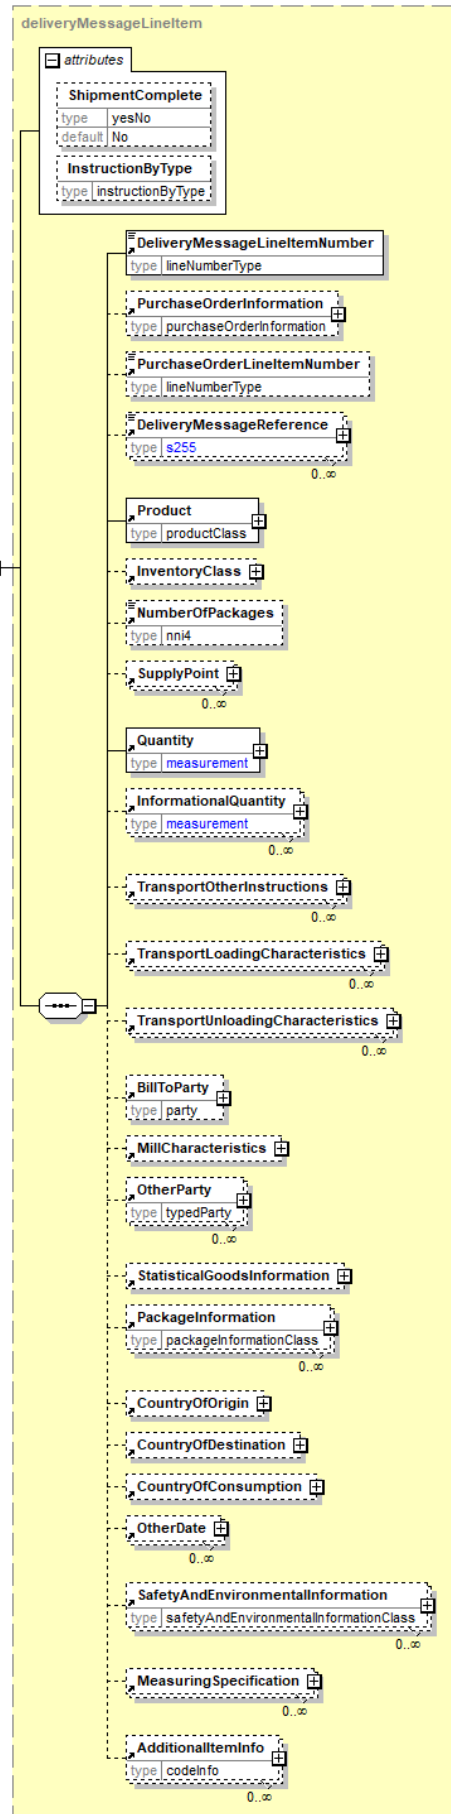 deliveryMessageLineItem
attributes
ShipmentComplete
type yesNo
default No
InstructionByType
type instructionByType
DeliveryMessageLineItemNumber
type lineNumberType
PurchaseOrderInformation
type purchaseOrderInformation
PurchaseOrderLineItemNumber
type lineNumberType
DeliveryMessageReference
type s255
0..∞
Product
type productClass
InventoryClass
NumberOfPackages
type nni4
SupplyPoint
0..∞
Quantity
type measurement
InformationalQuantity
type measurement
0..∞
TransportOtherInstructions
0..∞
TransportLoadingCharacteristics
0..∞
TransportUnloadingCharacteristics
0..∞
BillToParty
type party
MillCharacteristics
OtherParty
type typedParty
0..∞
StatisticalGoodsInformation
PackageInformation
type packageInformationClass
0..∞
CountryOfOrigin
CountryOfDestination
CountryOfConsumption
OtherDate
0..∞
SafetyAndEnvironmentalInformation
type safetyAndEnvironmentalInformationClass
0..∞
MeasuringSpecification
0..∞
AdditionalItemInfo
type codeInfo
0..∞